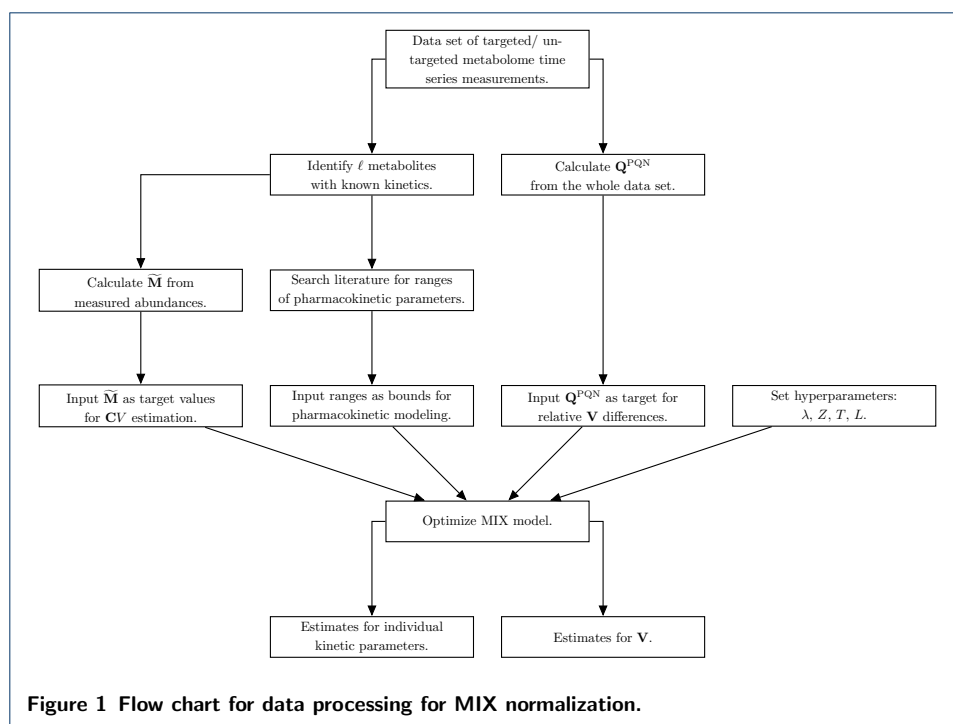 Data set of targeted/ un-
targeted metabolome time
series measurements.
Identify ℓ metabolites
with known kinetics.
Calculate Q^PQN
from the whole data set.
Calculate M̃ from
measured abundances.
Search literature for ranges
of pharmacokinetic parameters.
Input M̃ as target values
for CV estimation.
Input ranges as bounds for
pharmacokinetic modeling.
Input Q^PQN as target for
relative V differences.
Set hyperparameters:
λ, Z, T, L.
Optimize MIX model.
Estimates for individual
kinetic parameters.
Estimates for V.
Figure 1 Flow chart for data processing for MIX normalization.